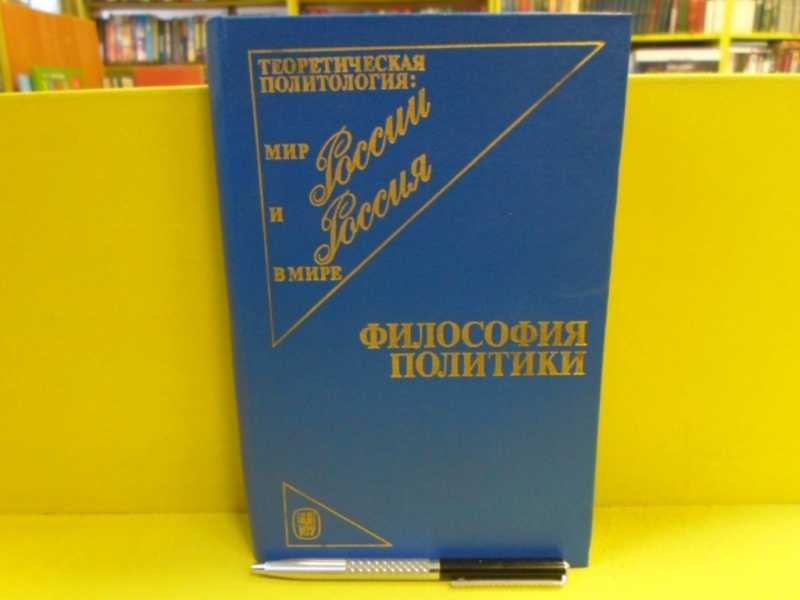 ТЕОРЕТИЧЕСКАЯ
ПОЛИТОЛОГИЯ:
МИР России
И Россия
В МИРЕ
ФИЛОСОФИЯ
ПОЛИТИКИ